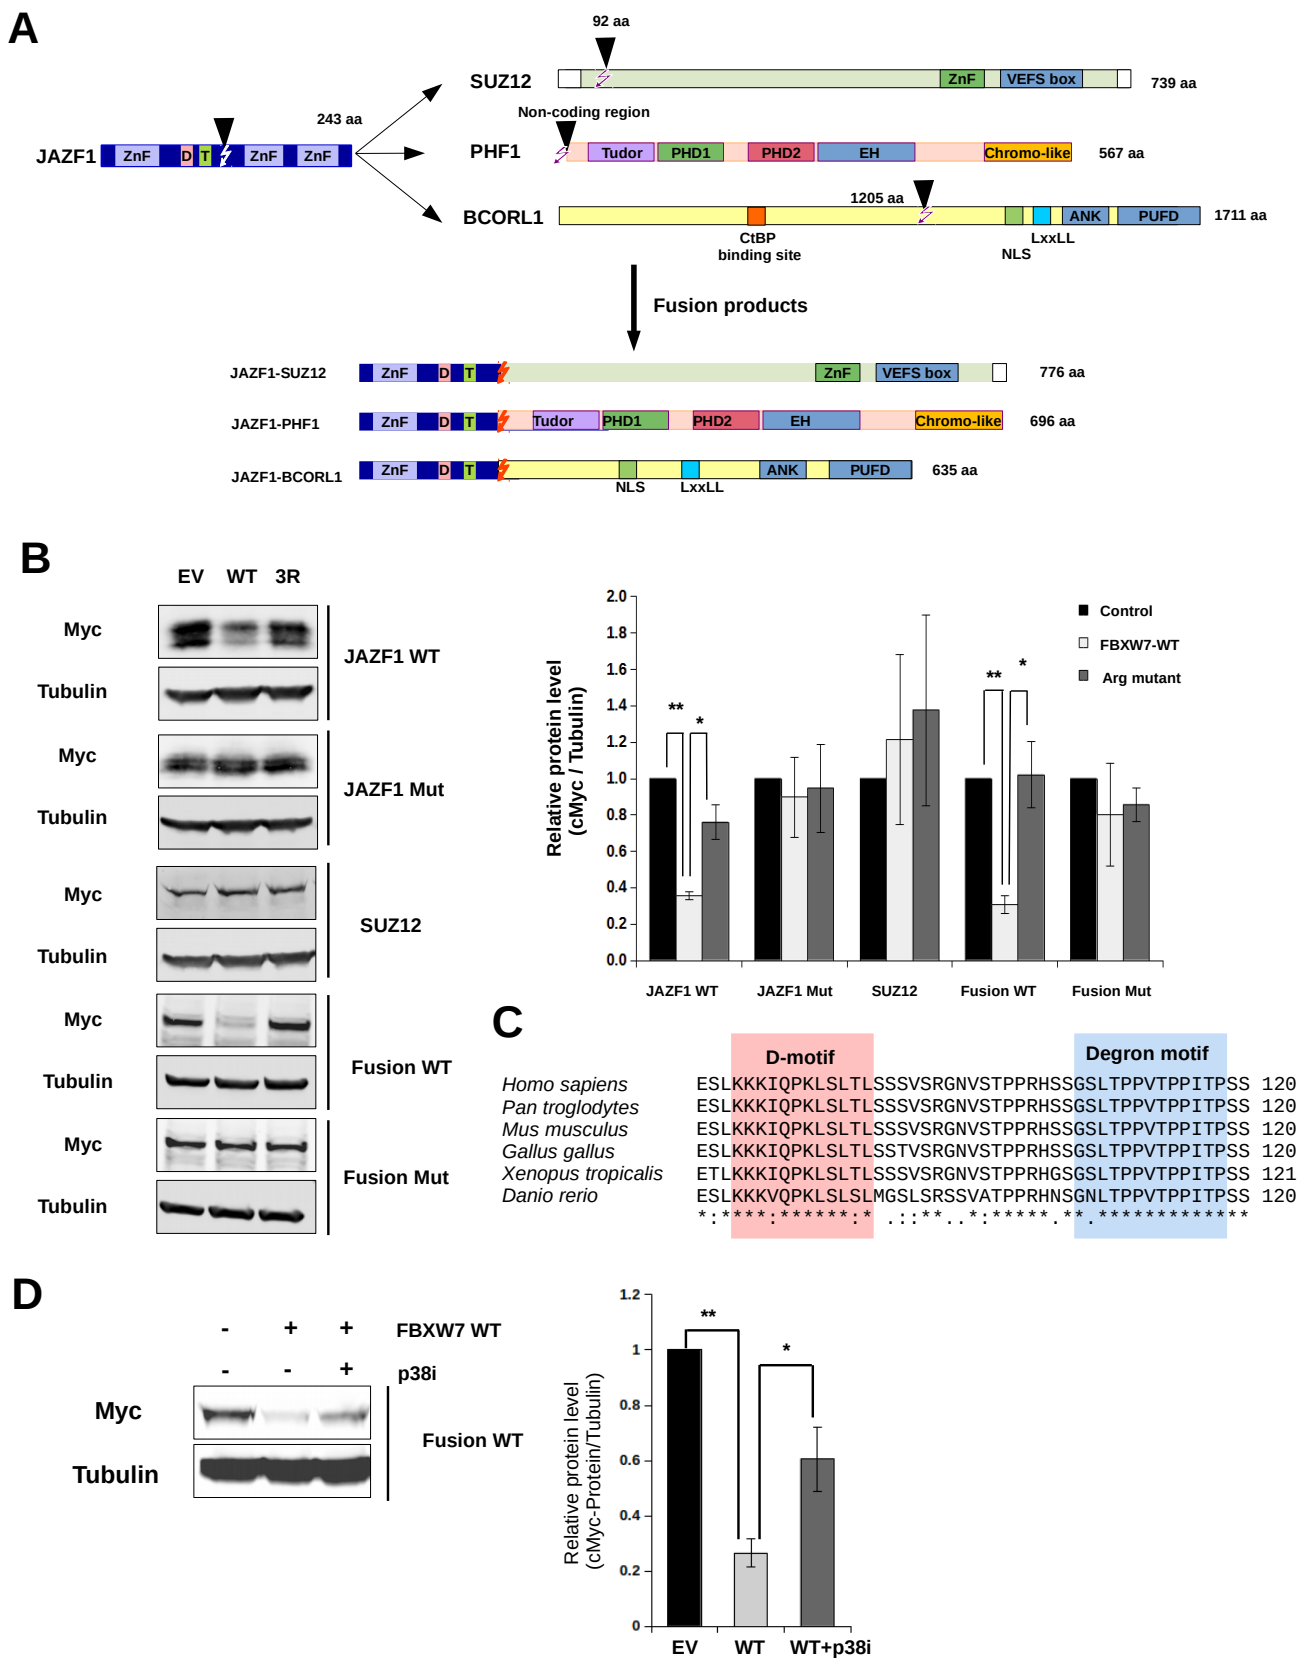 A
92 aa
SUZ12
ZnF
VEFS box
739 aa
Non-coding region
243 aa
JAZF1
ZnF
D
T
ZnF
ZnF
PHF1
Tudor
PHD1
PHD2
EH
Chromo-like
567 aa
1205 aa
BCORL1
ANK
PUFD
1711 aa
CtBP
binding site
LxxLL
NLS
Fusion products
JAZF1-SUZ12
ZnF
D
T
ZnF
VEFS box
776 aa
JAZF1-PHF1
ZnF
D
T
Tudor
PHD1
PHD2
EH
Chromo-like
696 aa
JAZF1-BCORL1
ZnF
D
T
ANK
PUFD
635 aa
NLS
LxxLL
B
EV WT 3R
Myc
Tubulin
JAZF1 WT
Myc
Tubulin
JAZF1 Mut
Myc
Tubulin
SUZ12
Myc
Tubulin
Fusion WT
Myc
Tubulin
Fusion Mut
Relative protein level
(cMyc / Tubulin)
2.0
1.8
1.6
1.4
1.2
1.0
0.8
0.6
0.4
0.2
0.0
** *
** *
Control
FBXW7-WT
Arg mutant
JAZF1 WT
JAZF1 Mut
SUZ12
Fusion WT
Fusion Mut
C
D-motif
Degron motif
Homo sapiens ESLKKKIQPKLSLTLSSSVSRGNVSTPPRHSSGSLTPPVTPPITPSS 120
Pan troglodytes ESLKKKIQPKLSLTLSSSVSRGNVSTPPRHSSGSLTPPVTPPITPSS 120
Mus musculus ESLKKKIQPKLSLTLSSSVSRGNVSTPPRHSSGSLTPPVTPPITPSS 120
Gallus gallus ESLKKKIQPKLSLTLSSTVSRGNVSTPPRHSSGSLTPPVTPPITPSS 120
Xenopus tropicalis ETLKKKIQPKLSLTLSSSVSRGNVSTPPRHGSGSLTPPVTPPITPSS 121
Danio rerio ESLKKKVQPKLSLSLMGSLSRSSVATPPRHNSGNLTPPVTPPITPSS 120
*:****:******:* .::**..*:*****.**.*************
D
- + + FBXW7 WT
- - + p38i
Myc
Tubulin
Fusion WT
Relative protein level
(cMyc-Protein/Tubulin)
1.2
1
0.8
0.6
0.4
0.2
0
**
*
EV
WT
WT+p38i